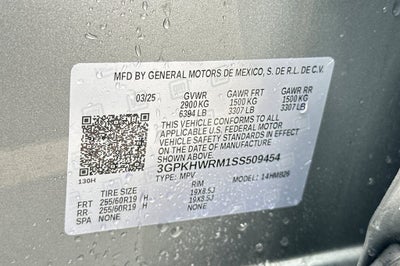 MFD BY GENERAL MOTORS DE MEXICO, S. DE R.L. DE C.V.
03/25 GVWR GAWR FRT GAWR RR
2900 KG 1500 KG 1500 KG
6394 LB 3307 LB 3307 LB
THIS VEHICLE CONFORMS TO ALL
APPLICABLE U.S. FEDERAL MOTOR
VEHICLE SAFETY STANDARDS IN EFFECT
ON THE DATE OF MANUFACTURE
SHOWN ABOVE.
3GPKHWRM1SS509454
TYPE: MPV 14HMB26
130H
TIRE SIZE RIM
FRT 255/60R19 H 19X8.5J
RR 255/60R19 H 19X8.5J
SPA NONE NONE